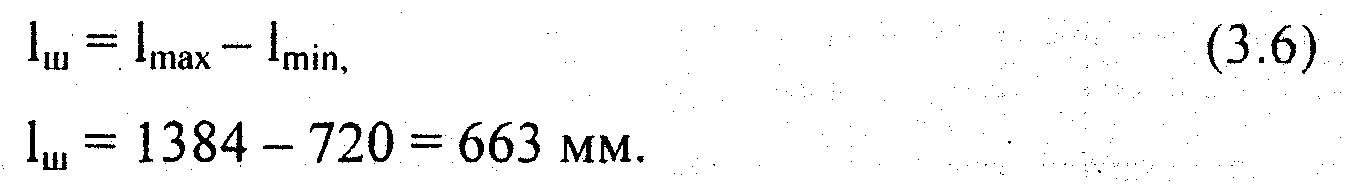 lш = lmax – lmin, (3.6)
lш = 1384 – 720 = 663 мм.